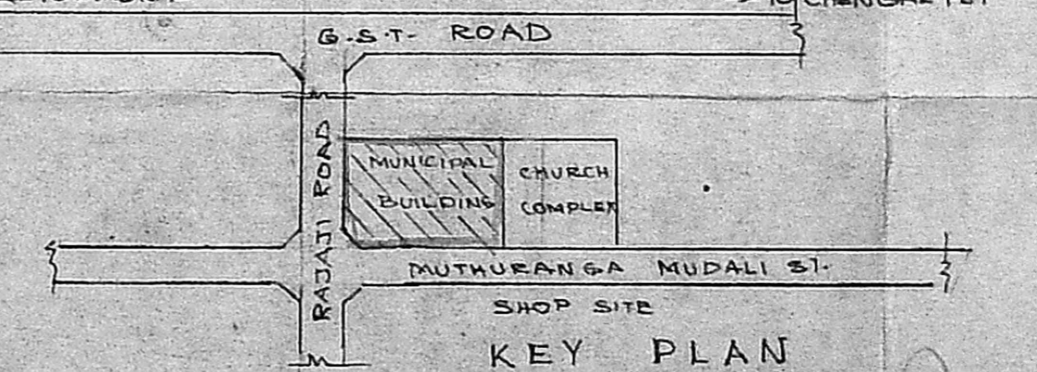 G.S.T. ROAD
RAJAJI ROAD
MUNICIPAL
BUILDING
CHURCH
COMPLEX
MUTHURANGA MUDALI ST.
SHOP SITE
KEY PLAN